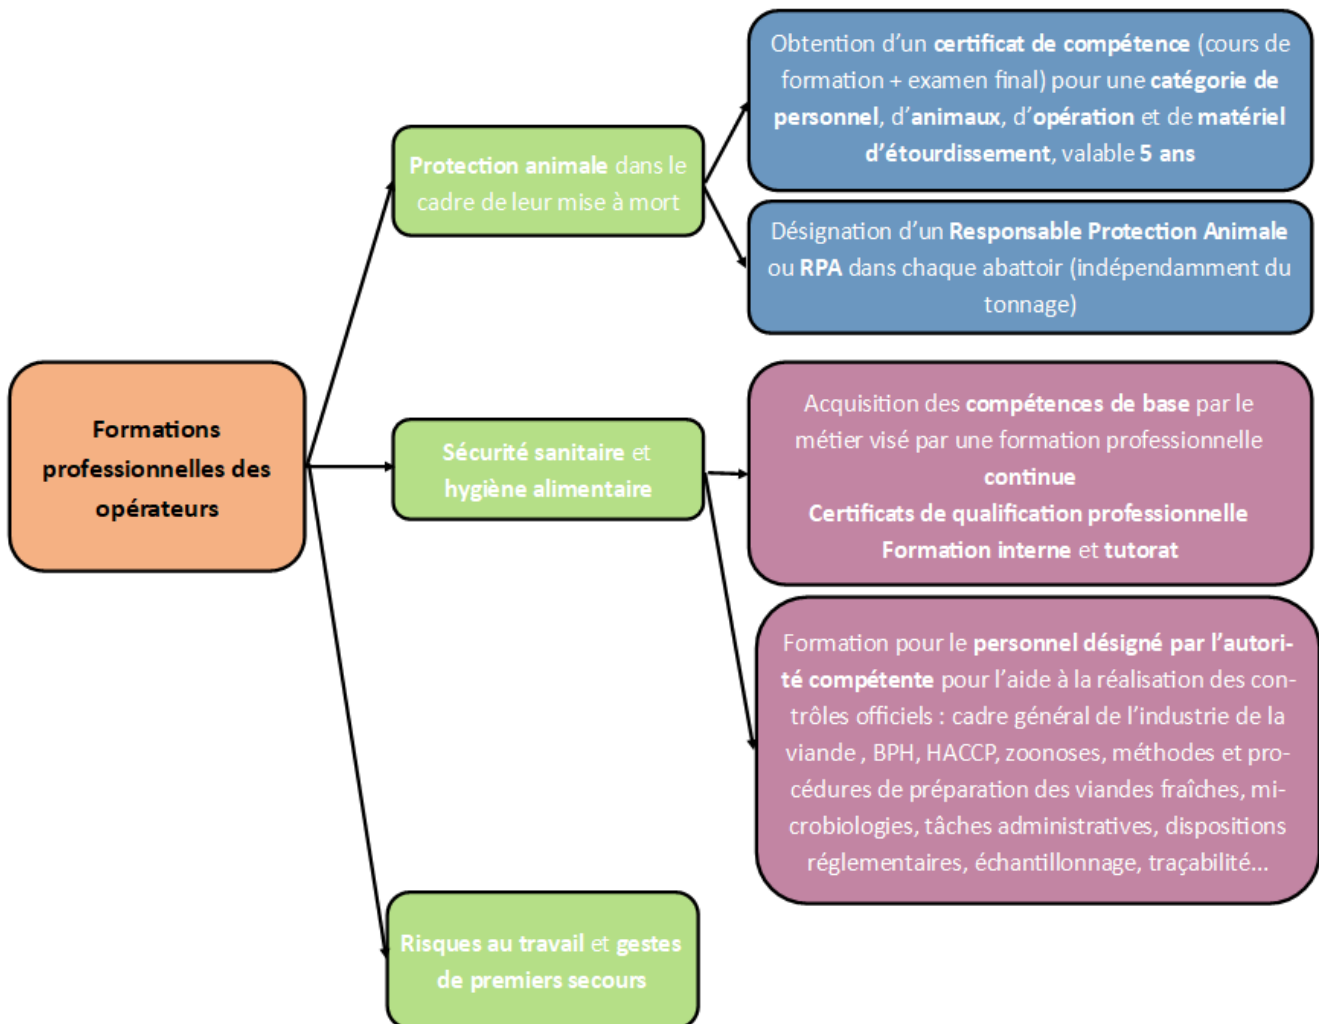 Formations
professionnelles des
opérateurs
Protection animale dans le
cadre de leur mise à mort
Obtention d’un certificat de compétence (cours de
formation + examen final) pour une catégorie de
personnel, d’animaux, d’opération et de matériel
d’étourdissement, valable 5 ans
Désignation d’un Responsable Protection Animale
ou RPA dans chaque abattoir (indépendamment du
tonnage)
Sécurité sanitaire et
hygiène alimentaire
Acquisition des compétences de base par le
métier visé par une formation professionnelle
continue
Certificats de qualification professionnelle
Formation interne et tutorat
Formation pour le personnel désigné par l’autori-
té compétente pour l’aide à la réalisation des con-
trôles officiels : cadre général de l’industrie de la
viande , BPH, HACCP, zoonoses, méthodes et pro-
cédures de préparation des viandes fraîches, mi-
crobiologies, tâches administratives, dispositions
réglementaires, échantillonnage, traçabilité...
Risques au travail et gestes
de premiers secours